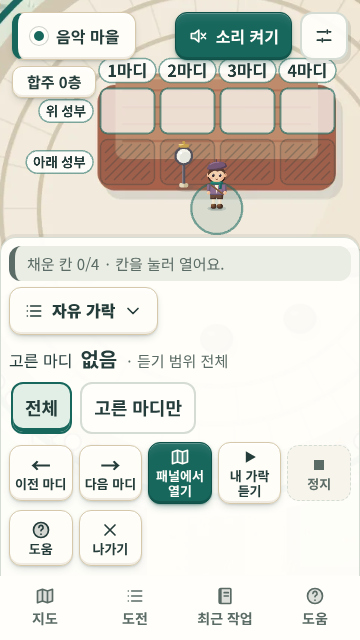 음악 마을
소리 켜기
합주 0층
1마디 2마디 3마디 4마디
위 성부
아래 성부
채운 칸 0/4 · 칸을 눌러 열어요.
자유 가락
고른 마디 없음 · 듣기 범위 전체
전체
고른 마디만
이전 마디
다음 마디
패널에서
열기
내 가락
듣기
정지
도움
나가기
지도
도전
최근 작업
도움